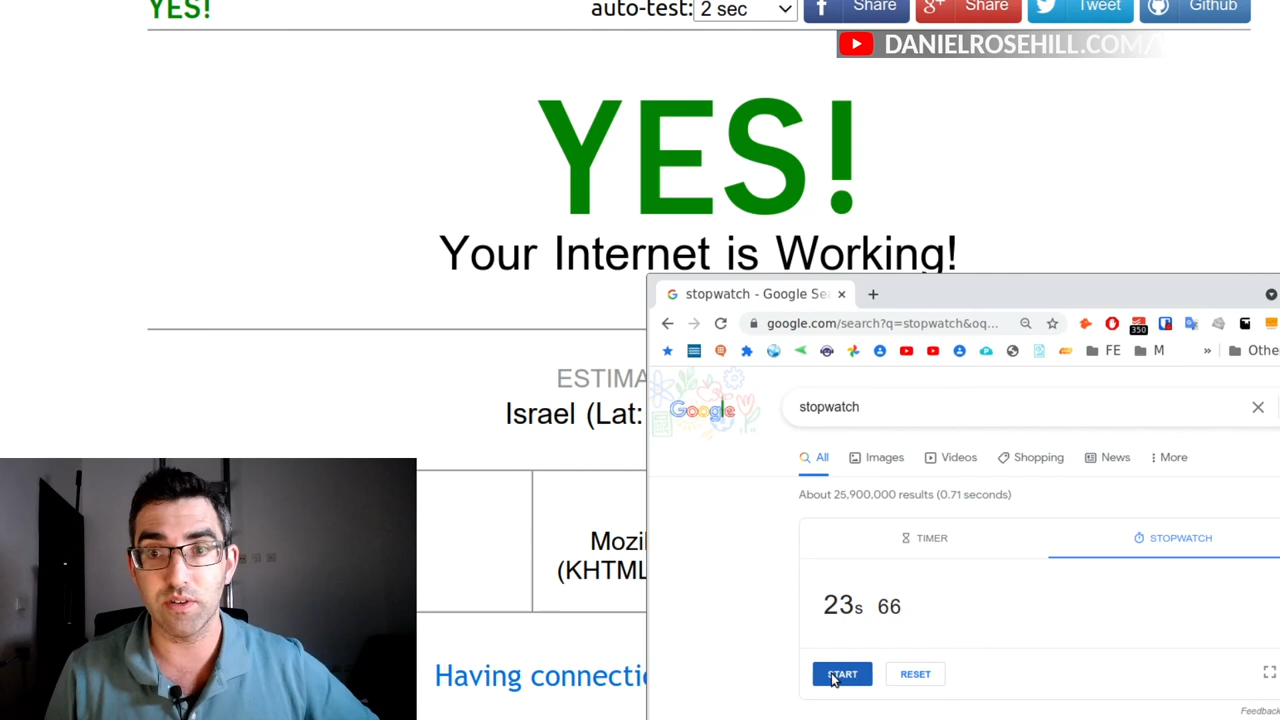 YES!
auto-test: 2 sec
Share
Share
Tweet
Github
DANIELROSEHILL.COM/
YES!
Your Internet is Working!
stopwatch - Google Se
google.com/search?q=stopwatch&oq...
350
FE
M
»
Othe
ESTIMA
Israel (Lat:
Google
stopwatch
All
Images
Videos
Shopping
News
More
About 25,900,000 results (0.71 seconds)
TIMER
STOPWATCH
Mozil
(KHTML
23s 66
START
RESET
Having connecti
Feedback